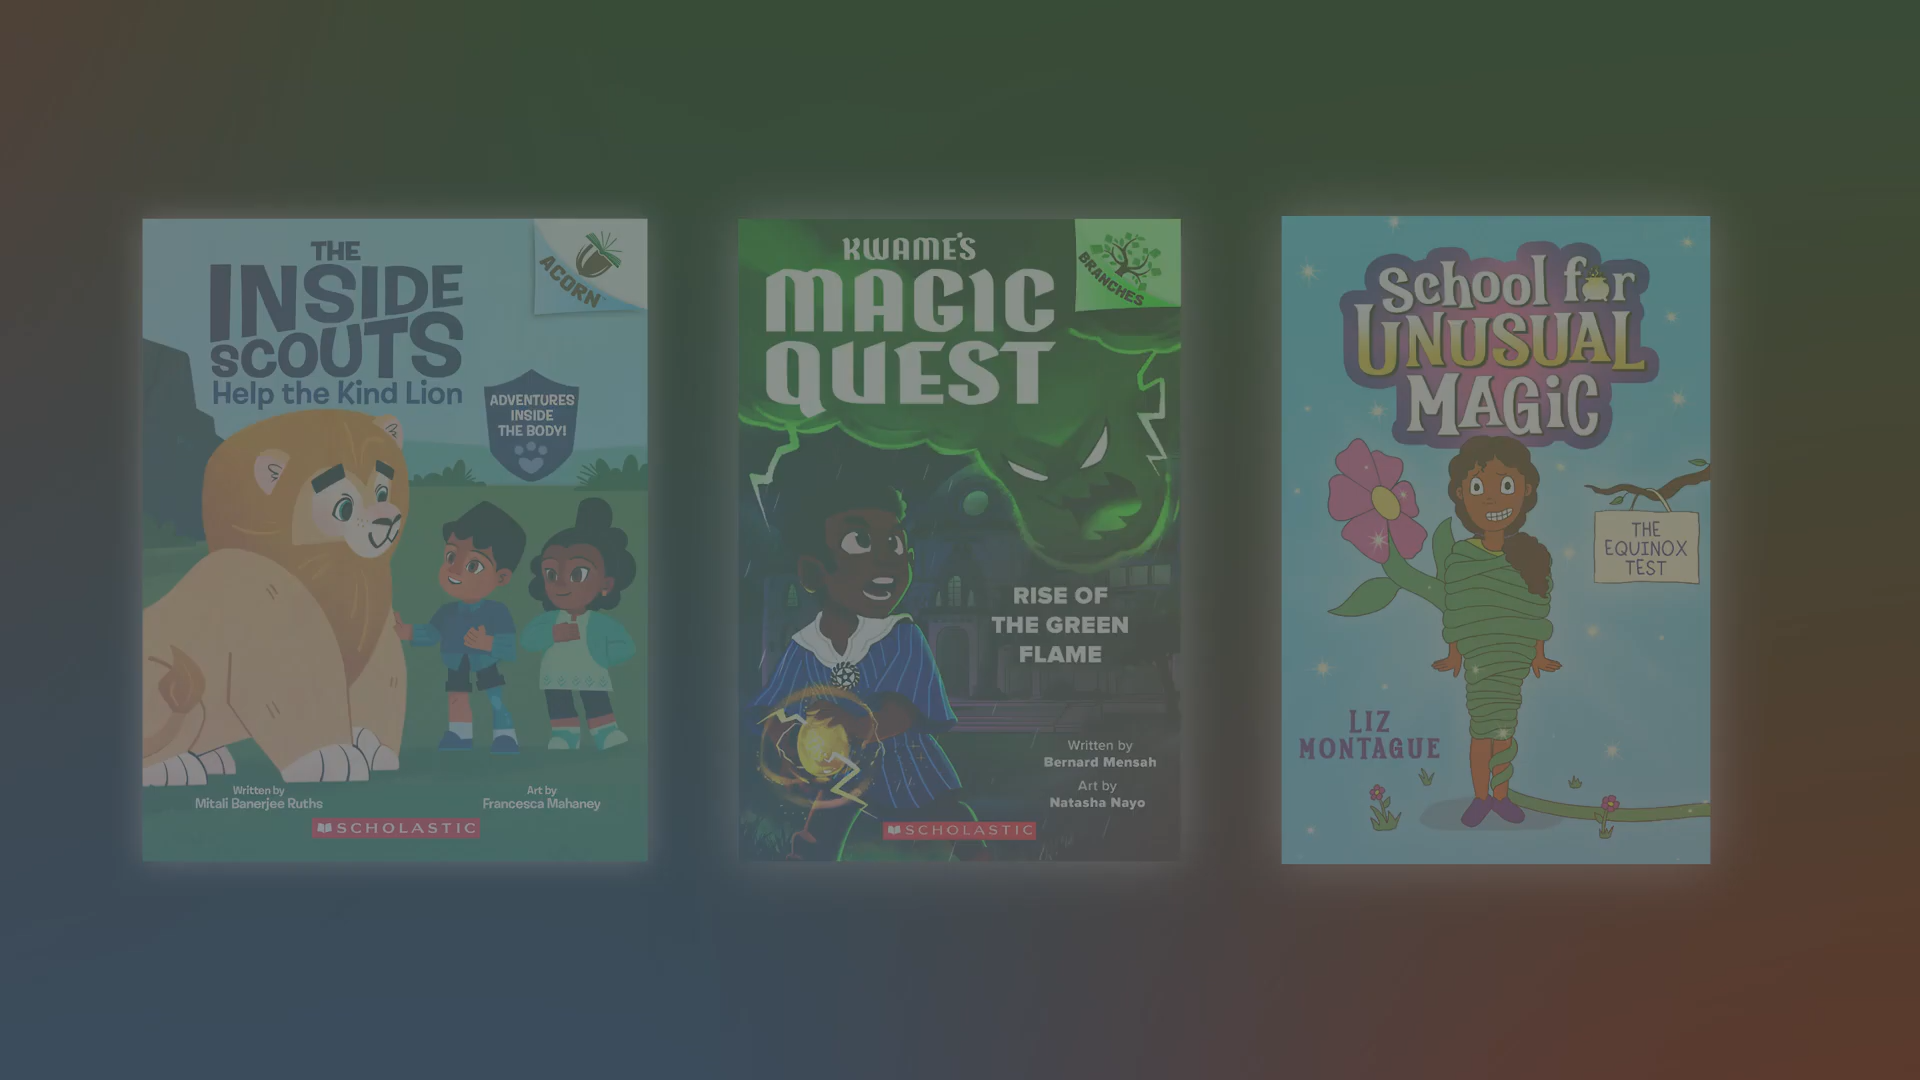 THE
INSIDE
SCOUTS
Help the Kind Lion
ACORN
ADVENTURES
INSIDE
THE BODY!
Written by
Mitali Banerjee Ruths
Art by
Francesca Mahaney
SCHOLASTIC
KWAME'S
MAGIC
QUEST
BRANCHES
RISE OF
THE GREEN
FLAME
Written by
Bernard Mensah
Art by
Natasha Nayo
SCHOLASTIC
School for
UNUSUAL
MAGiC
THE
EQUINOX
TEST
LIZ
MONTAGUE